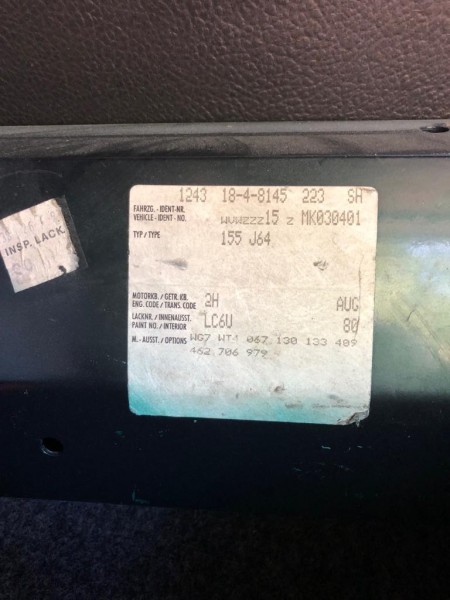 1243 18-4-8145 223 SH
FAHRZG.-IDENT-NR.
VEHICLE-IDENT-NO. WVWZZZ15 Z MK030401
TYP/TYPE 155 J64
MOTORKB./GETR.KB.
ENG. CODE/TRANS. CODE 2H AUG
LACKNR./INNENAUSST.
PAINT NO./INTERIOR LC6U 80
M.-AUSST./OPTIONS WG7 067 130 133 409
462 706 979
INSP. LACK